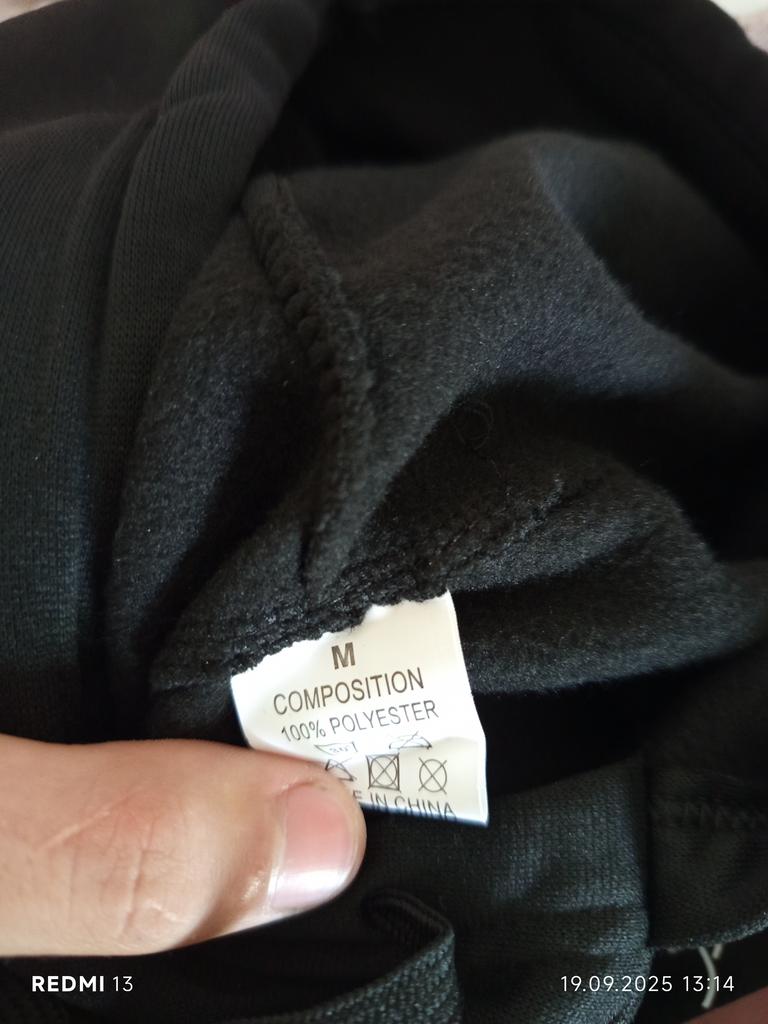 M
COMPOSITION
100% POLYESTER
IN CHINA
REDMI 13
19.09.2025 13:14